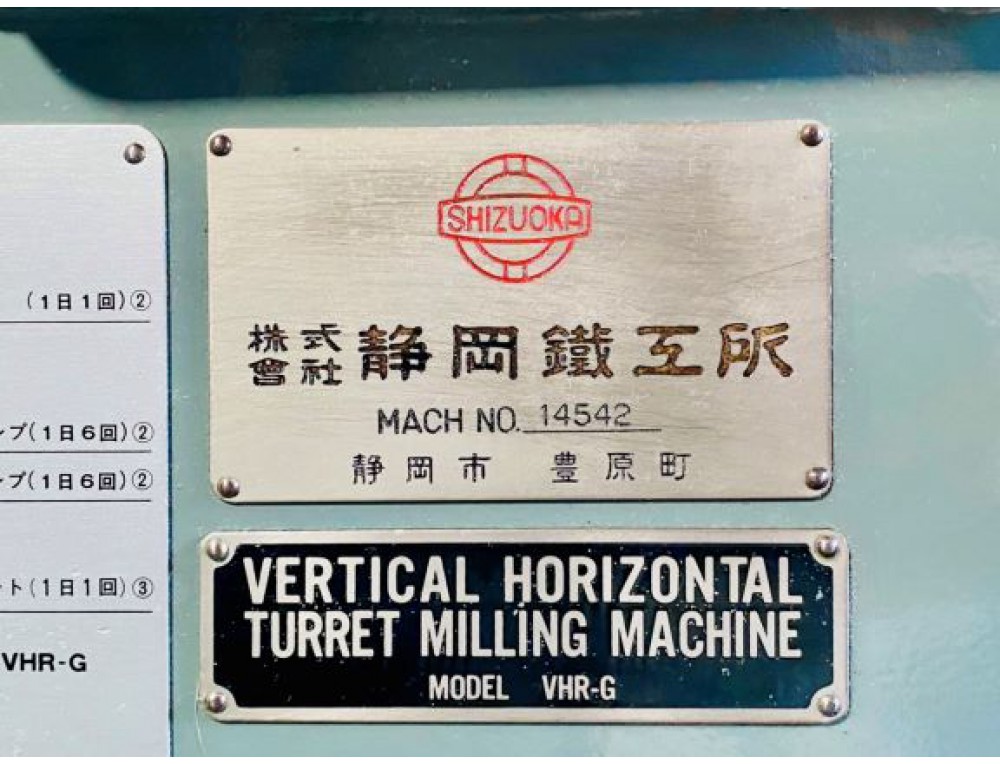 (1日1回)②
プ(1日6回)②
プ(1日6回)②
ト(1日1回)③
VHR-G
SHIZUOKA
株式會社 静岡鐵工所
MACH NO. 14542
静岡市 豊原町
VERTICAL HORIZONTAL
TURRET MILLING MACHINE
MODEL VHR-G